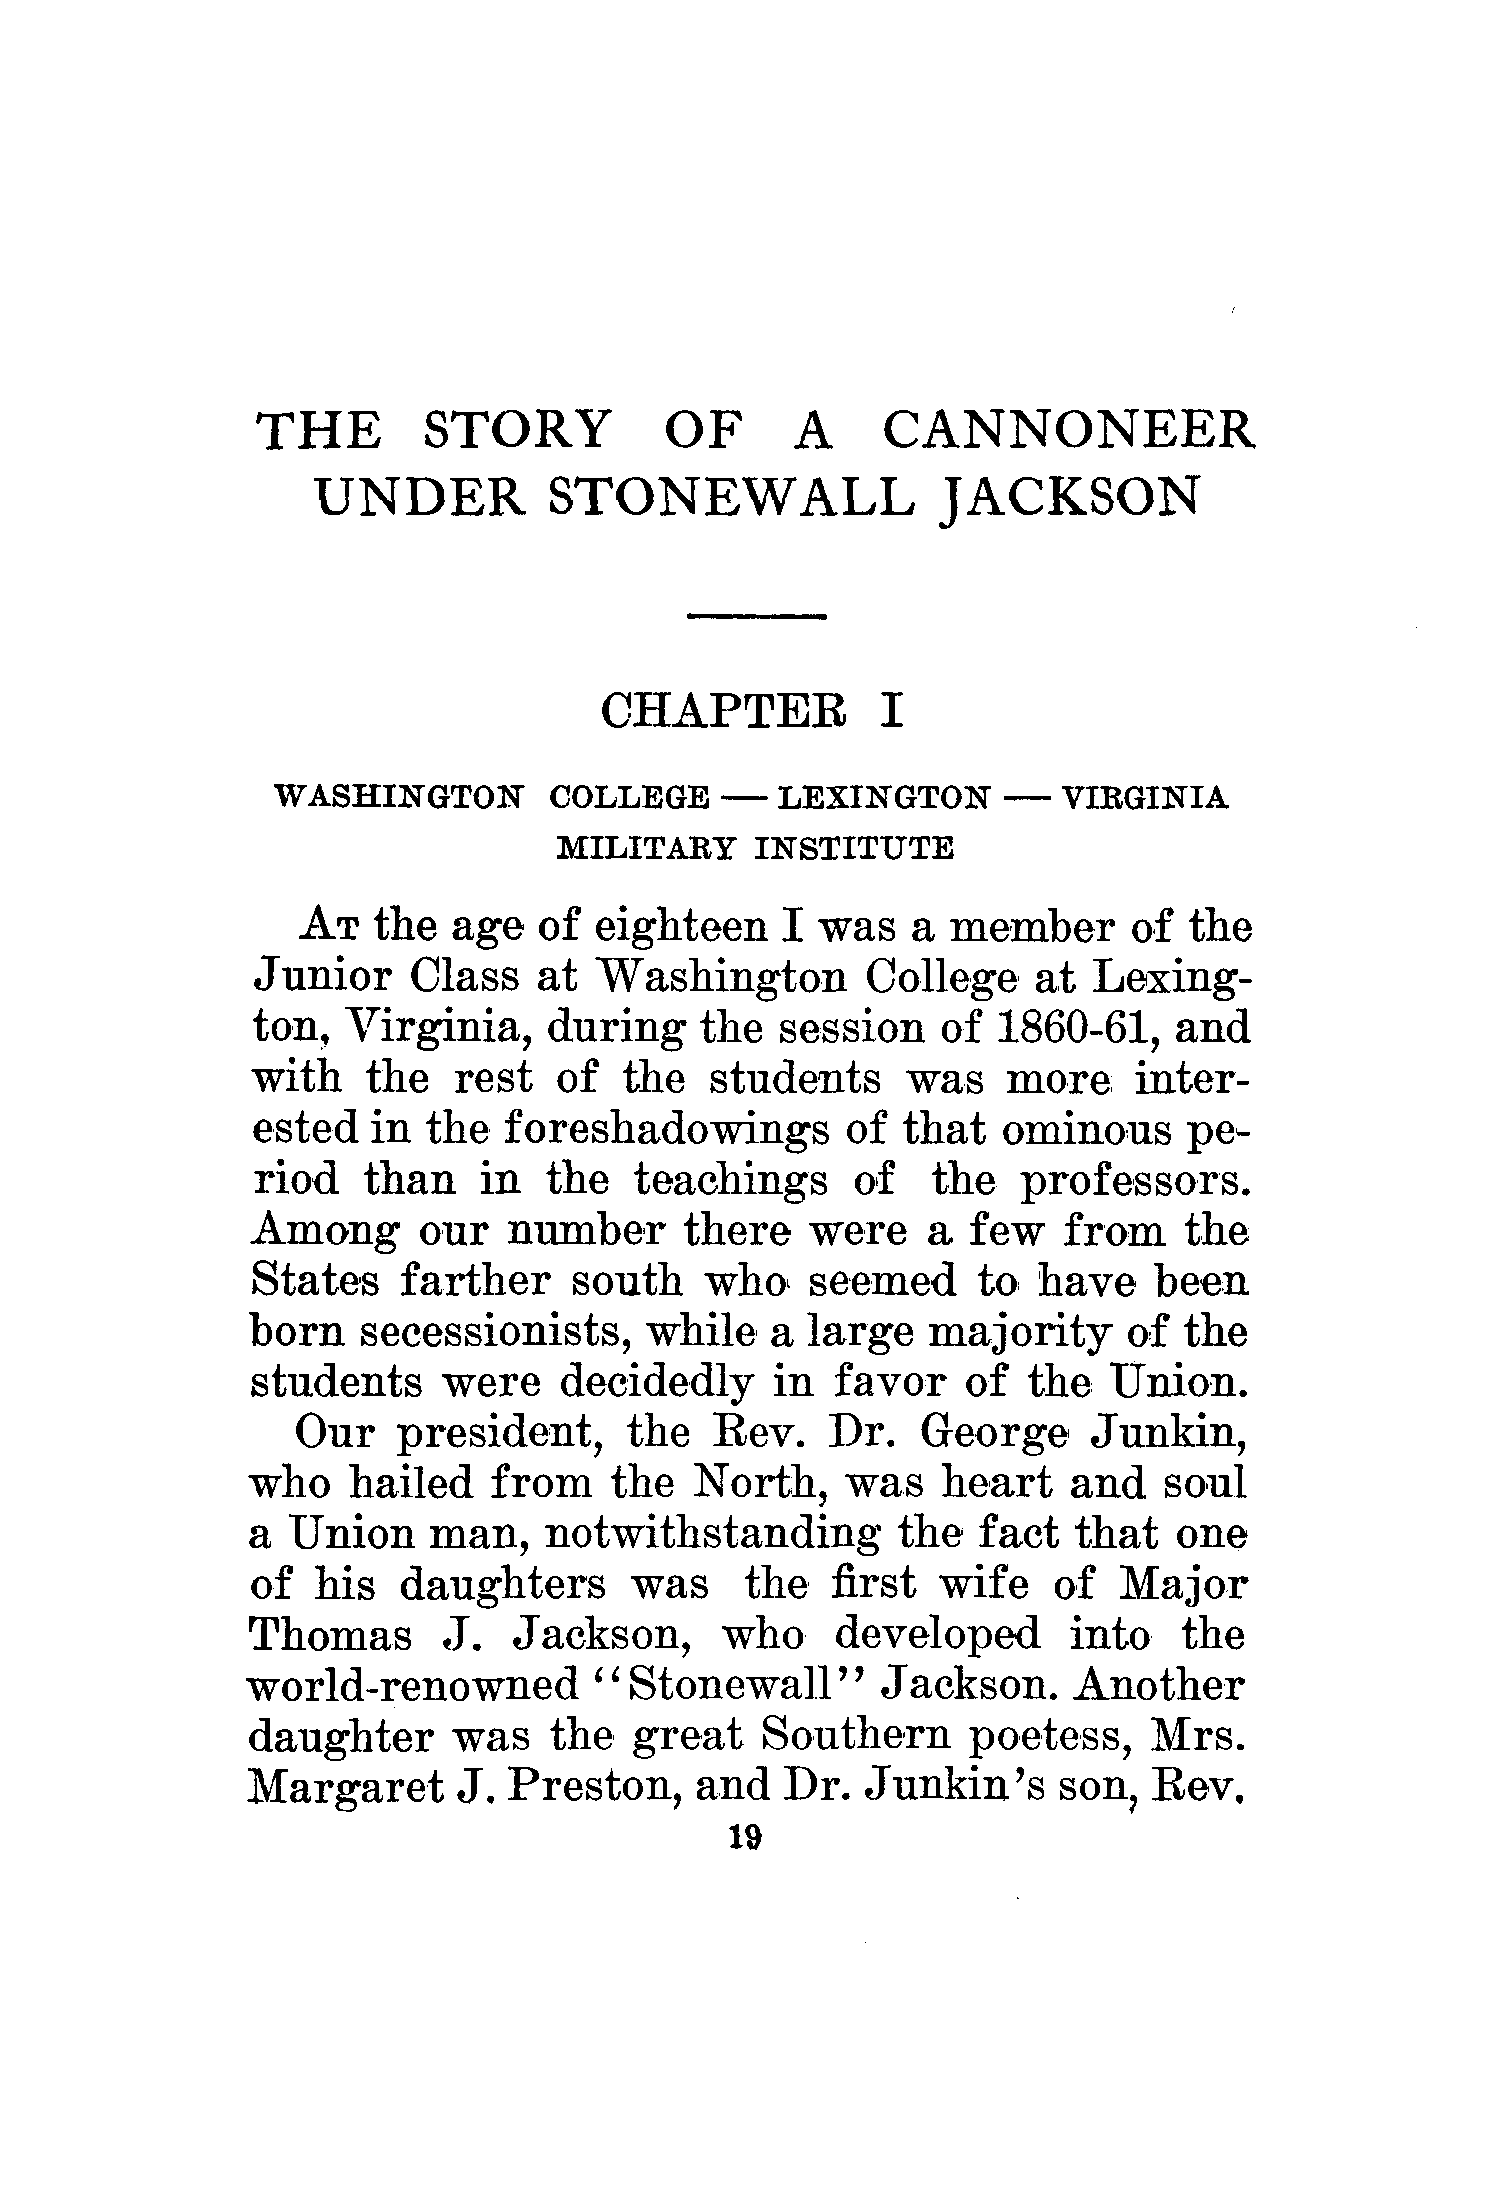 THE STORY OF A CANNONEER
UNDER STONEWALL JACKSON
CHAPTER I
WASHINGTON COLLEGE — LEXINGTON — VIRGINIA
MILITARY INSTITUTE
At the age of eighteen I was a member of the
Junior Class at Washington College at Lexing-
ton, Virginia, during the session of 1860-61, and
with the rest of the students was more inter-
ested in the foreshadowings of that ominous pe-
riod than in the teachings of the professors.
Among our number there were a few from the
States farther south who seemed to have been
born secessionists, while a large majority of the
students were decidedly in favor of the Union.
Our president, the Rev. Dr. George Junkin,
who hailed from the North, was heart and soul
a Union man, notwithstanding the fact that one
of his daughters was the first wife of Major
Thomas J. Jackson, who developed into the
world-renowned “Stonewall” Jackson. Another
daughter was the great Southern poetess, Mrs.
Margaret J. Preston, and Dr. Junkin's son, Rev.
19